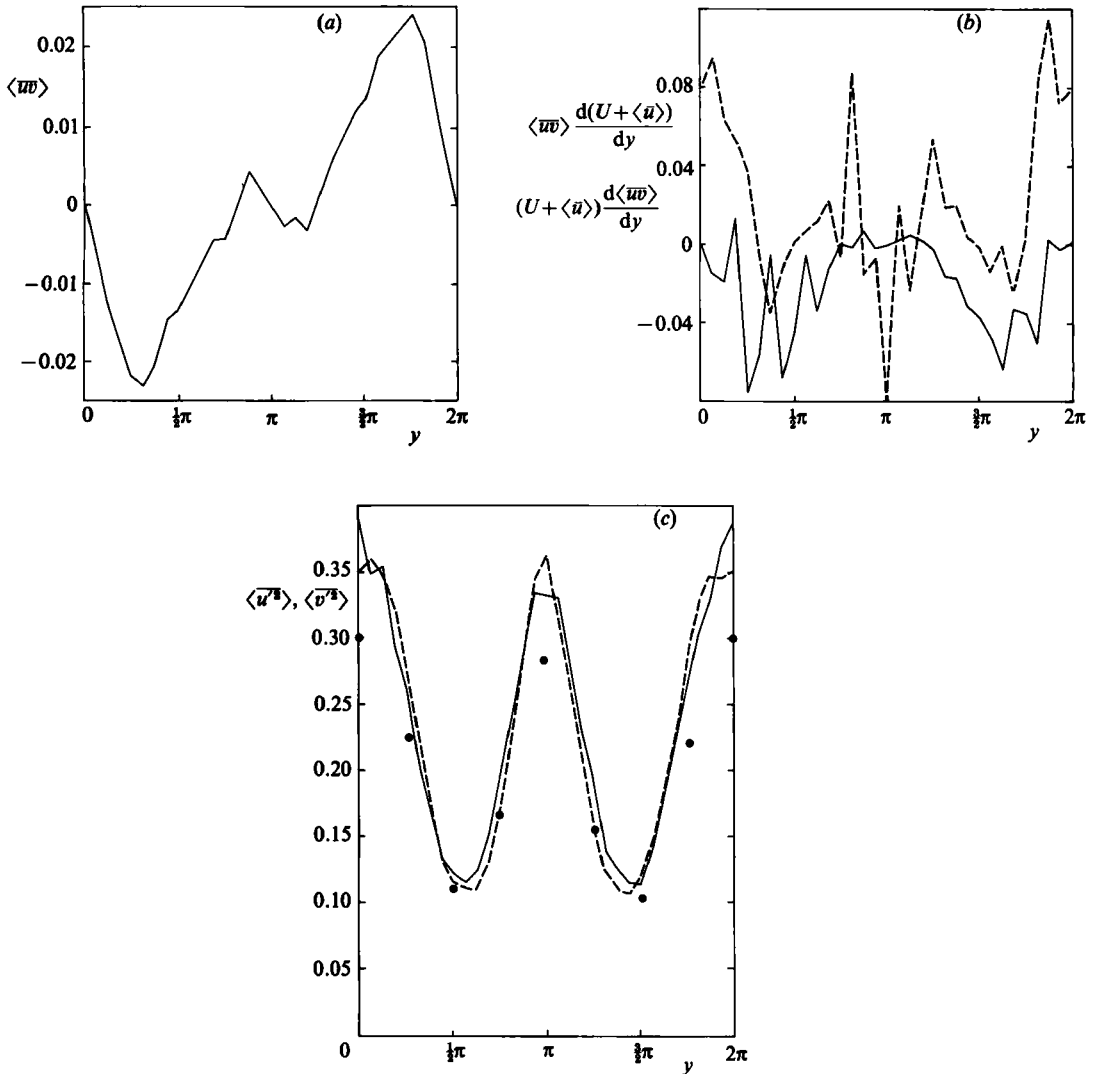 (a)
0.02
⟨\overline{uv}⟩
0.01
0
−0.01
−0.02
0
½π
π
3/2π
2π
y
(b)
0.08
⟨\overline{uv}⟩ d(U + ⟨ū⟩)/dy
0.04
(U + ⟨ū⟩) d⟨\overline{uv}⟩/dy
0
−0.04
0
½π
π
3/2π
2π
y
(c)
0.35
⟨\overline{u′²}⟩, ⟨\overline{v′²}⟩
0.30
0.25
0.20
0.15
0.10
0.05
0
½π
π
3/2π
2π
y